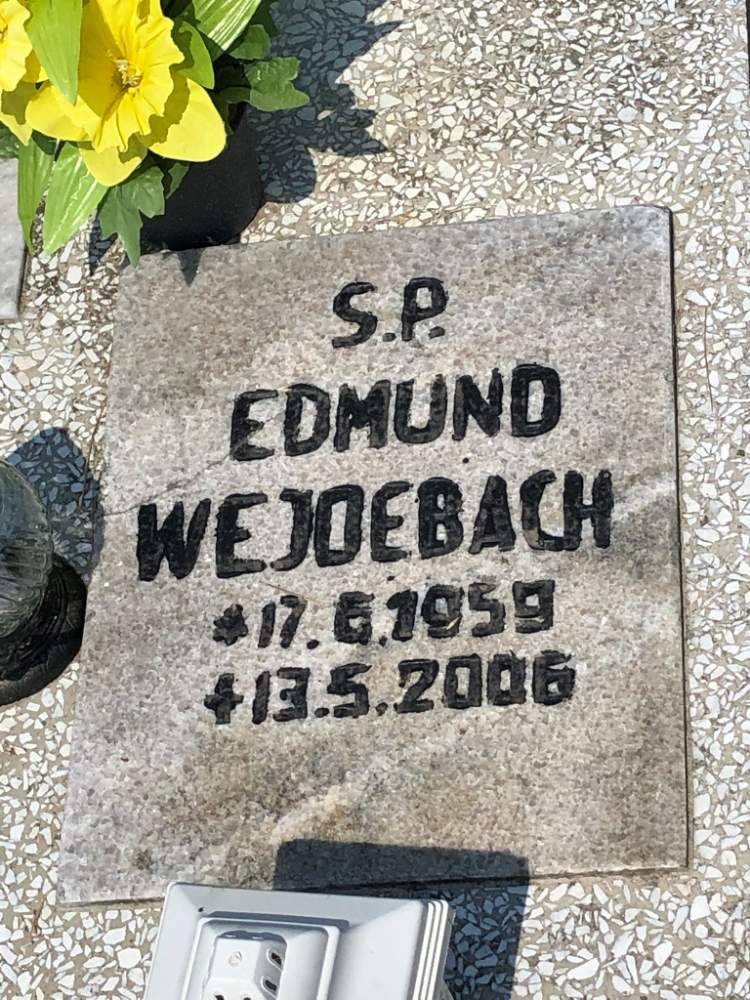 S.P.
EDMUND
WEJDEBACH
*17.6.1959
+13.5.2006